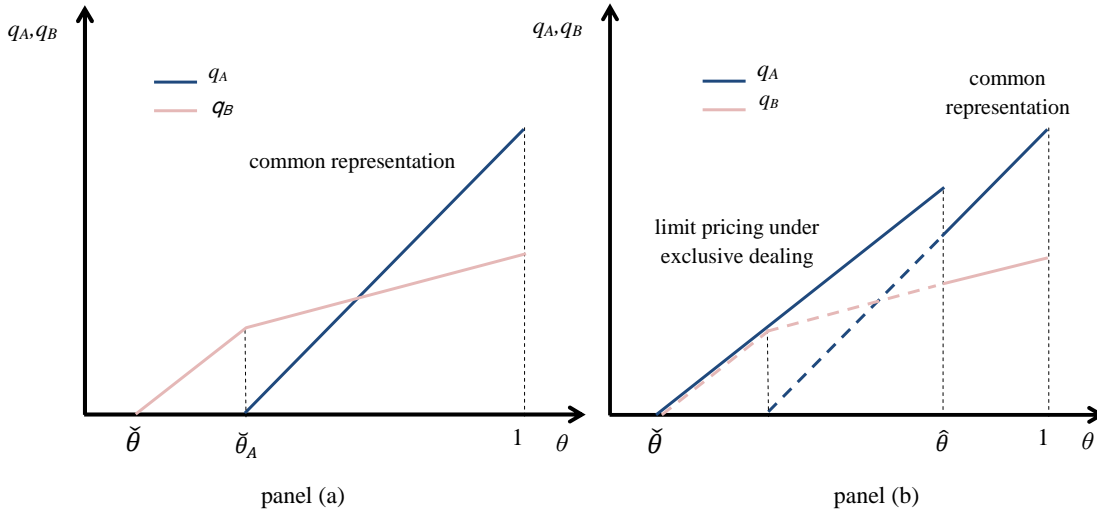 q_A,q_B
q_A
q_B
common representation
θ̌
θ̆_A
1
θ
panel (a)
q_A,q_B
q_A
q_B
common
representation
limit pricing under
exclusive dealing
θ̌
θ̂
1
θ
panel (b)